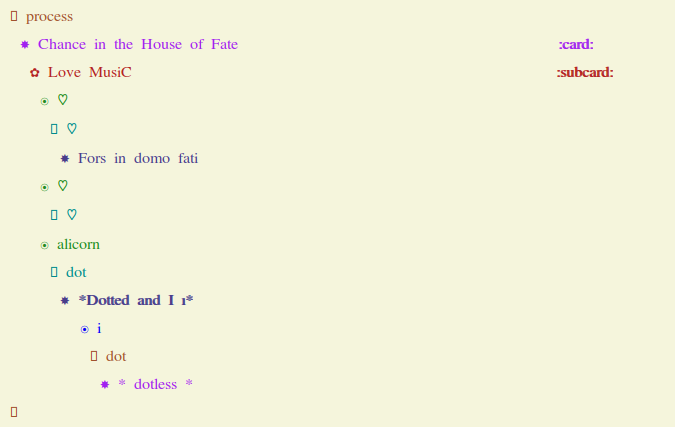 ▯ process
✸ Chance in the House of Fate :card:
✿ Love MusiC :subcard:
◉ ♡
▯ ♡
✸ Fors in domo fati
◉ ♡
▯ ♡
◉ alicorn
▯ dot
✸ *Dotted and I ı*
◉ i
▯ dot
✸ * dotless *
▯